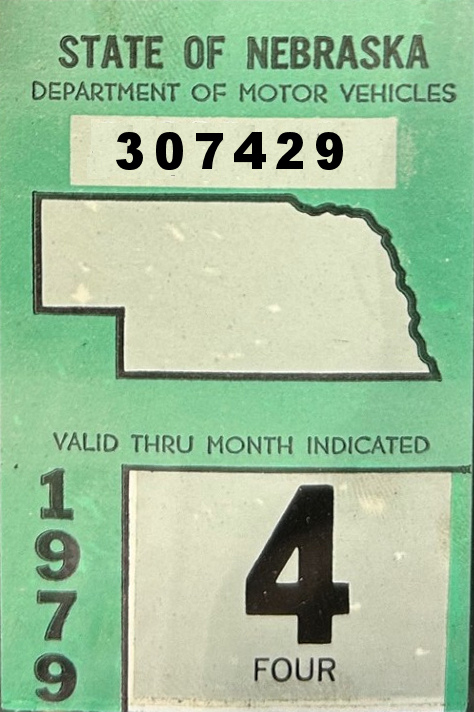 STATE OF NEBRASKA
DEPARTMENT OF MOTOR VEHICLES
307429
VALID THRU MONTH INDICATED
1979
4
FOUR